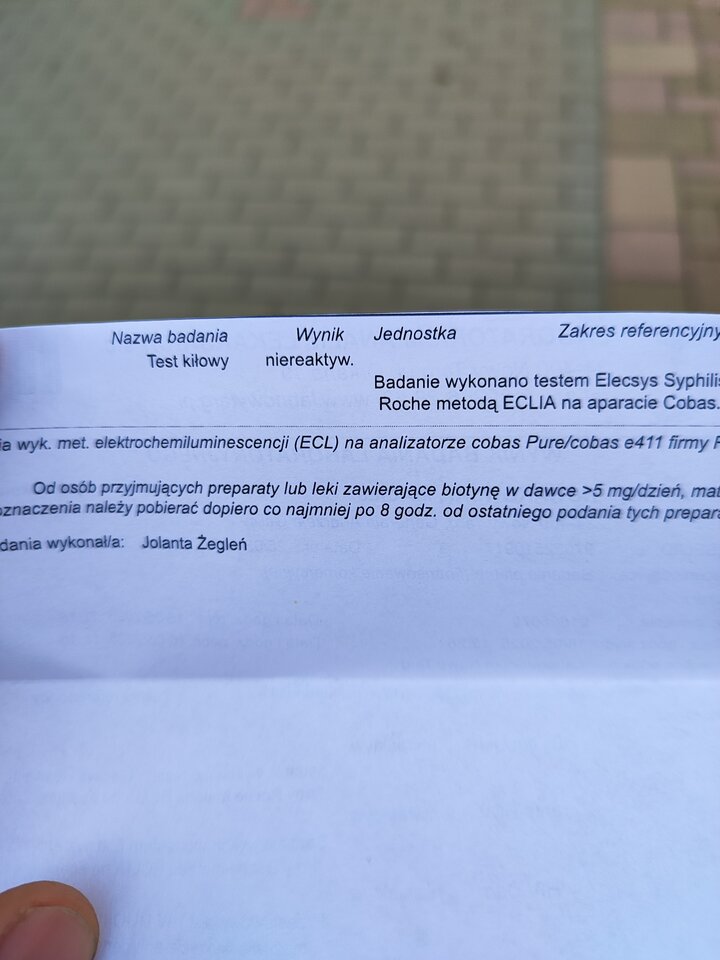 Nazwa badania Wynik Jednostka Zakres referencyjny
Test kiłowy niereaktyw.
Badanie wykonano testem Elecsys Syphilis
Roche metodą ECLIA na aparacie Cobas.
wyk. met. elektrochemiluminescencji (ECL) na analizatorze cobas Pure/cobas e411 firmy
Od osób przyjmujących preparaty lub leki zawierające biotynę w dawce >5 mg/dzień, mat
oznaczenia należy pobierać dopiero co najmniej po 8 godz. od ostatniego podania tych prepara
dania wykonał/a: Jolanta Żegleń